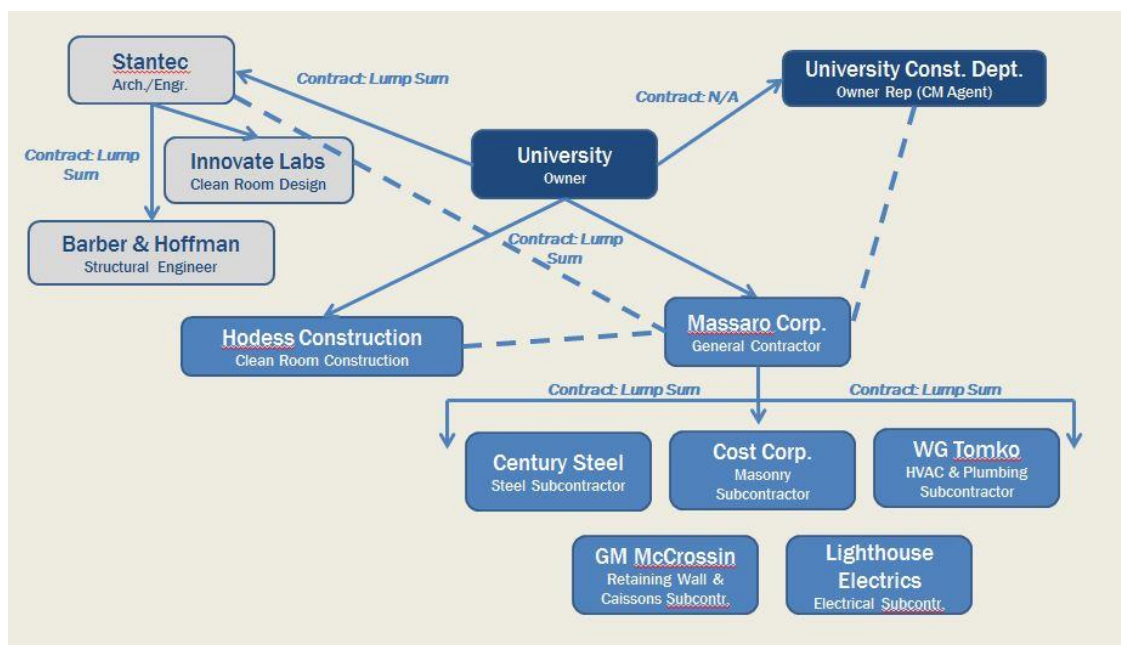 Stantec
Arch./Engr.
Contract: Lump Sum
University Const. Dept.
Owner Rep (CM Agent)
Contract: N/A
Contract: Lump
Sum
Innovate Labs
Clean Room Design
University
Owner
Barber & Hoffman
Structural Engineer
Contract: Lump
Sum
Hodess Construction
Clean Room Construction
Massaro Corp.
General Contractor
Contract: Lump Sum
Contract: Lump Sum
Century Steel
Steel Subcontractor
Cost Corp.
Masonry
Subcontractor
WG Tomko
HVAC & Plumbing
Subcontractor
GM McCrossin
Retaining Wall &
Caissons Subcontr.
Lighthouse
Electrics
Electrical Subcontr.